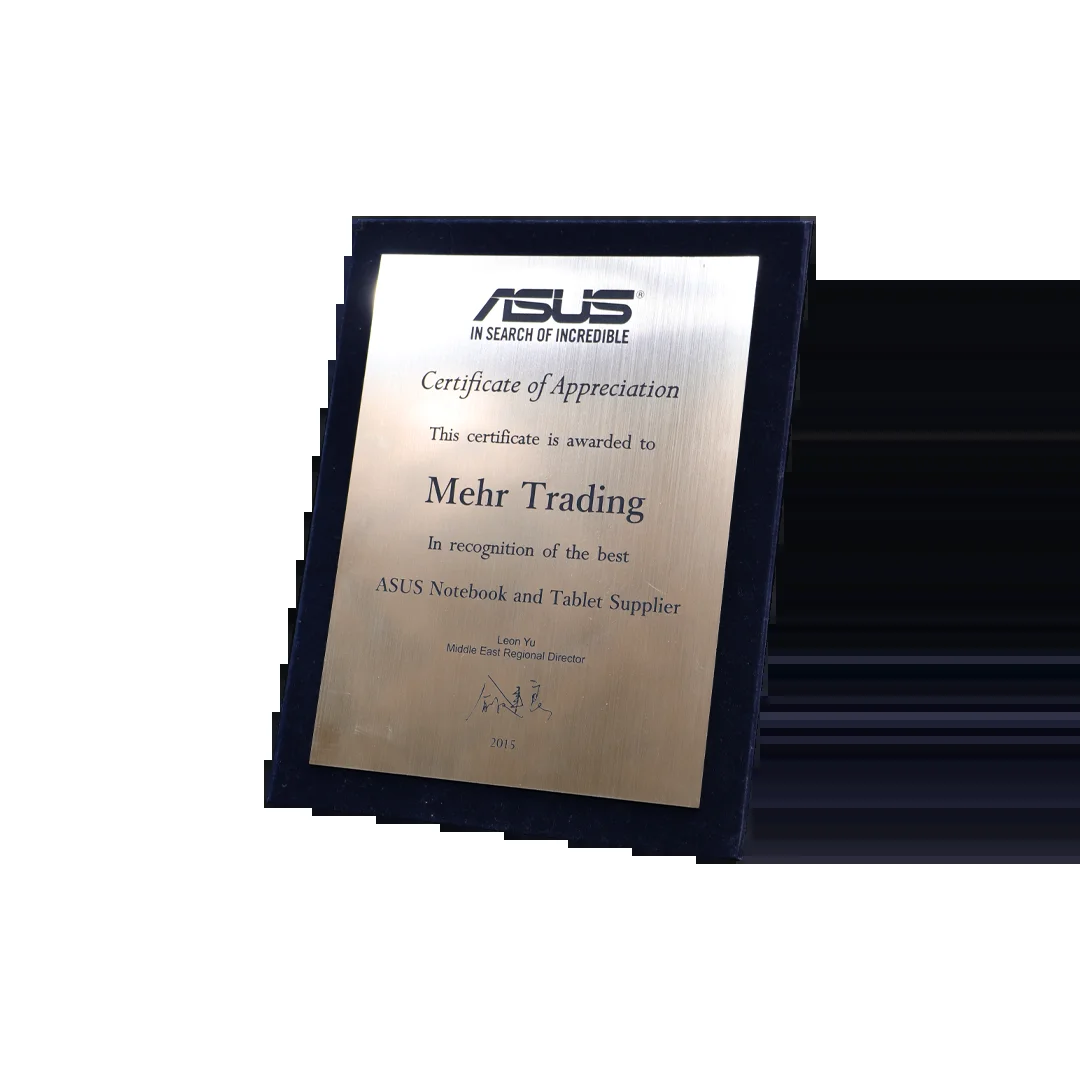 ASUS®
IN SEARCH OF INCREDIBLE
Certificate of Appreciation
This certificate is awarded to
Mehr Trading
In recognition of the best
ASUS Notebook and Tablet Supplier
Leon Yu
Middle East Regional Director
2015